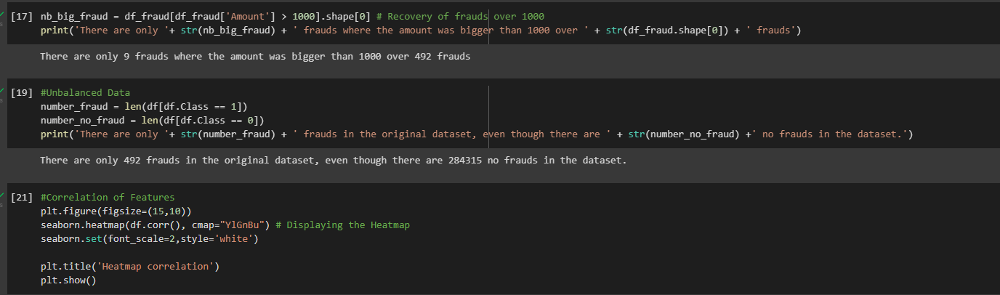 [17] nb_big_fraud = df_fraud[df_fraud['Amount'] > 1000].shape[0] # Recovery of frauds over 1000
print('There are only '+ str(nb_big_fraud) + ' frauds where the amount was bigger than 1000 over ' + str(df_fraud.shape[0]) + ' frauds')
There are only 9 frauds where the amount was bigger than 1000 over 492 frauds
[19] #Unbalanced Data
number_fraud = len(df[df.Class == 1])
number_no_fraud = len(df[df.Class == 0])
print('There are only '+ str(number_fraud) + ' frauds in the original dataset, even though there are ' + str(number_no_fraud) +' no frauds in the dataset.')
There are only 492 frauds in the original dataset, even though there are 284315 no frauds in the dataset.
[21] #Correlation of Features
plt.figure(figsize=(15,10))
seaborn.heatmap(df.corr(), cmap="YlGnBu") # Displaying the Heatmap
seaborn.set(font_scale=2,style='white')
plt.title('Heatmap correlation')
plt.show()